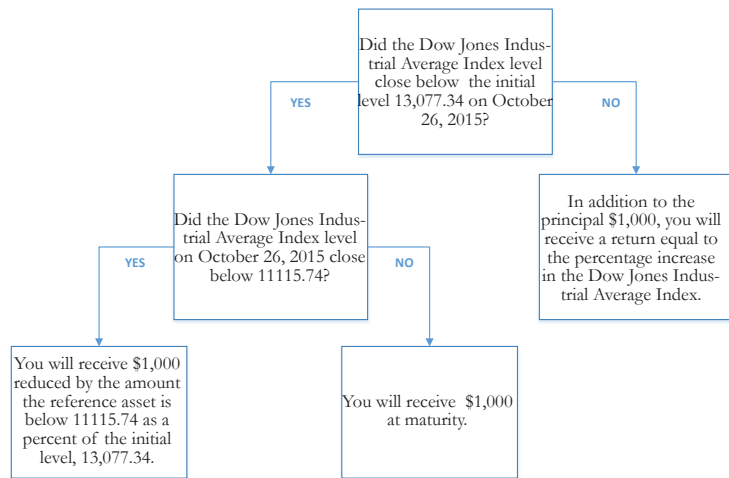 Did the Dow Jones Indus-
trial Average Index level
close below the initial
level 13,077.34 on October
26, 2015?
YES
NO
Did the Dow Jones Indus-
trial Average Index level
on October 26, 2015 close
below 11115.74?
In addition to the
principal $1,000, you will
receive a return equal to
the percentage increase
in the Dow Jones Indus-
trial Average Index.
YES
NO
You will receive $1,000
reduced by the amount
the reference asset is
below 11115.74 as a
percent of the initial
level, 13,077.34.
You will receive $1,000
at maturity.